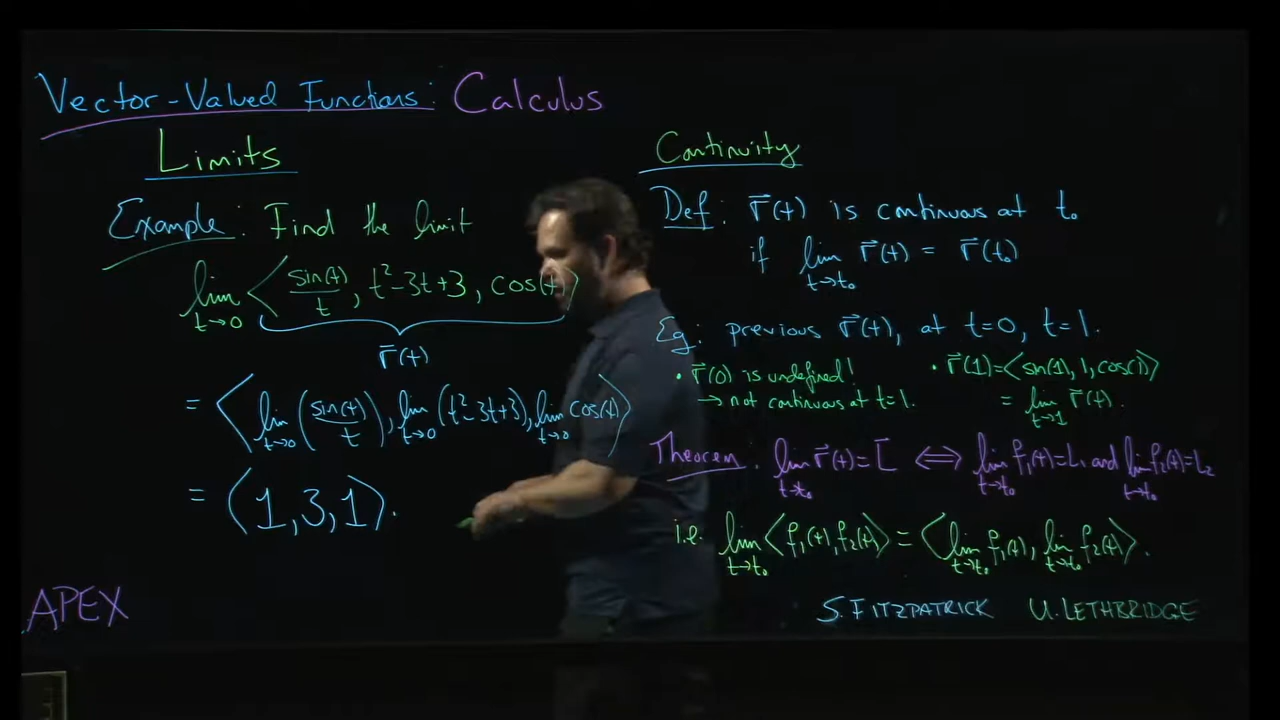 Vector-Valued Functions: Calculus
Limits
Example: Find the limit
lim t→0 ⟨ sin(t)/t, t²-3t+3, cos(t) ⟩
r⃗(t)
= ⟨ lim t→0 (sin(t)/t), lim t→0 (t²-3t+3), lim t→0 cos(t) ⟩
= ⟨1,3,1⟩.
APEX
Continuity
Def: r⃗(t) is continuous at t₀
if lim t→t₀ r⃗(t) = r⃗(t₀)
Eg: previous r⃗(t), at t=0, t=1.
• r⃗(0) is undefined!
→ not continuous at t=1.
• r⃗(1)=⟨sin(1), 1, cos(1)⟩
= lim t→1 r⃗(t).
Theorem. lim t→t₀ r⃗(t)=L⃗ ⟺ lim t→t₀ f₁(t)=L₁ and lim t→t₀ f₂(t)=L₂
i.e. lim t→t₀ ⟨f₁(t), f₂(t)⟩ = ⟨lim t→t₀ f₁(t), lim t→t₀ f₂(t)⟩.
S. FITZPATRICK U. LETHBRIDGE